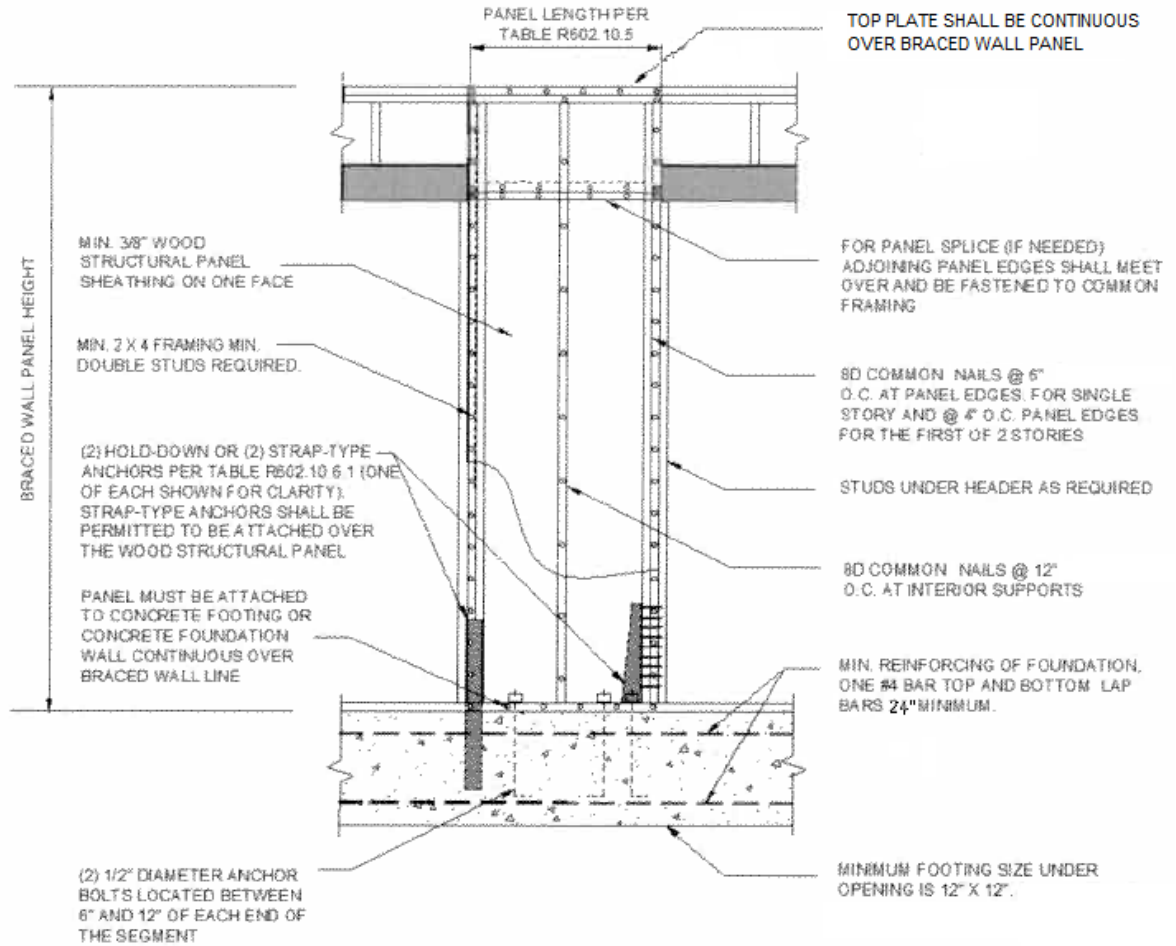 PANEL LENGTH PER
TABLE R602.10.5
TOP PLATE SHALL BE CONTINUOUS
OVER BRACED WALL PANEL
BRACED WALL PANEL HEIGHT
MIN. 3/8" WOOD
STRUCTURAL PANEL
SHEATHING ON ONE FACE
MIN. 2 X 4 FRAMING MIN.
DOUBLE STUDS REQUIRED.
(2) HOLD-DOWN OR (2) STRAP-TYPE
ANCHORS PER TABLE R602.10.6.1 (ONE
OF EACH SHOWN FOR CLARITY).
STRAP-TYPE ANCHORS SHALL BE
PERMITTED TO BE ATTACHED OVER
THE WOOD STRUCTURAL PANEL
PANEL MUST BE ATTACHED
TO CONCRETE FOOTING OR
CONCRETE FOUNDATION
WALL CONTINUOUS OVER
BRACED WALL LINE
(2) 1/2" DIAMETER ANCHOR
BOLTS LOCATED BETWEEN
6" AND 12" OF EACH END OF
THE SEGMENT
FOR PANEL SPLICE (IF NEEDED)
ADJOINING PANEL EDGES SHALL MEET
OVER AND BE FASTENED TO COMMON
FRAMING
8D COMMON NAILS @ 6"
O.C. AT PANEL EDGES. FOR SINGLE
STORY AND @ 4" O.C. PANEL EDGES
FOR THE FIRST OF 2 STORIES
STUDS UNDER HEADER AS REQUIRED
8D COMMON NAILS @ 12"
O.C. AT INTERIOR SUPPORTS
MIN. REINFORCING OF FOUNDATION,
ONE #4 BAR TOP AND BOTTOM LAP
BARS 24" MINIMUM.
MINIMUM FOOTING SIZE UNDER
OPENING IS 12" X 12".